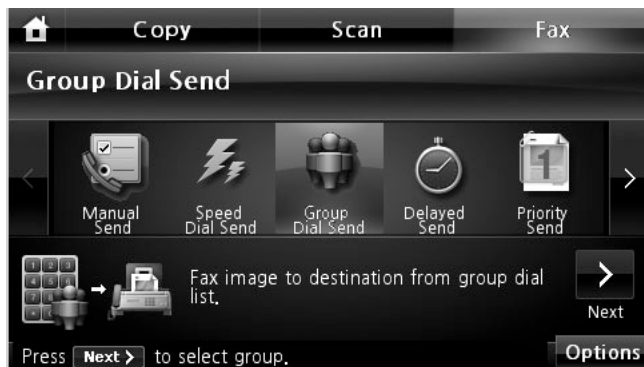 Copy Scan Fax
Group Dial Send
Manual Send
Speed Dial Send
Group Dial Send
Delayed Send
1
Priority Send
Fax image to destination from group dial
list.
Next
Press Next > to select group.
Options